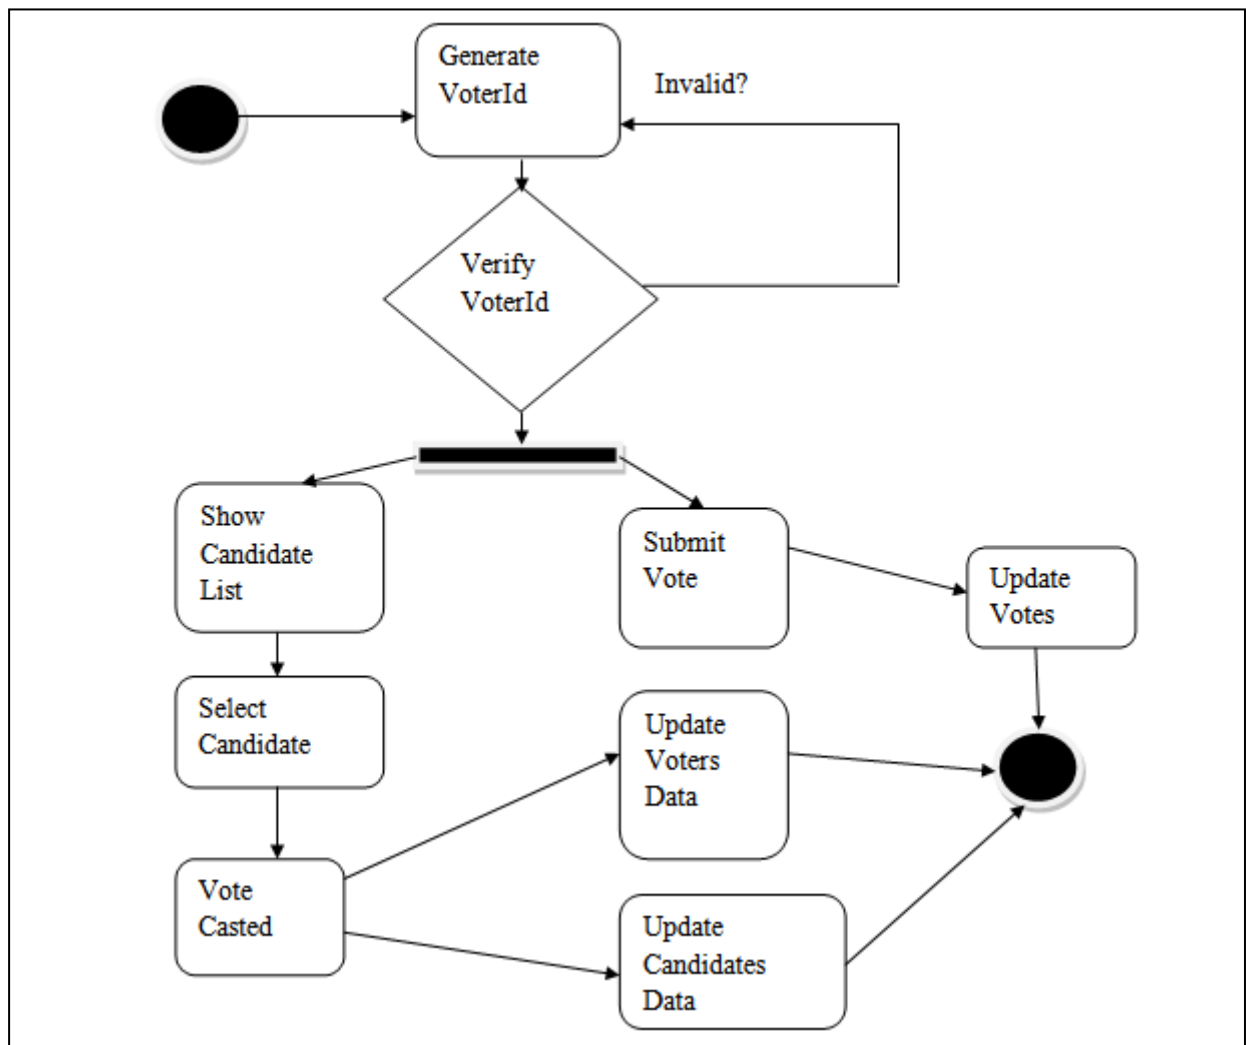 Generate
VoterId
Invalid?
Verify
VoterId
Show
Candidate
List
Submit
Vote
Update
Votes
Select
Candidate
Update
Voters
Data
Vote
Casted
Update
Candidates
Data